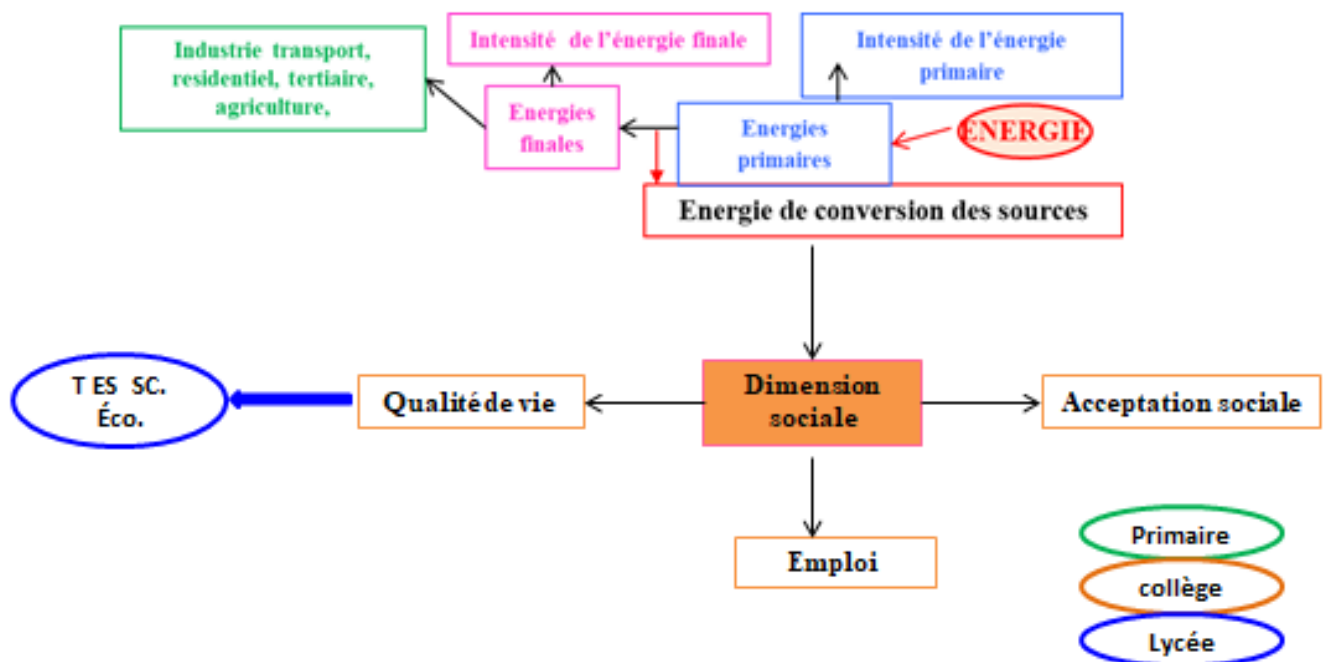 Industrie transport,
residentiel, tertiaire,
agriculture,
Intensité de l'énergie finale
Intensité de l'énergie
primaire
Energies
finales
Energies
primaires
ENERGIE
Energie de conversion des sources
T ES SC.
Éco.
Qualité de vie
Dimension
sociale
Acceptation sociale
Emploi
Primaire
collège
Lycée